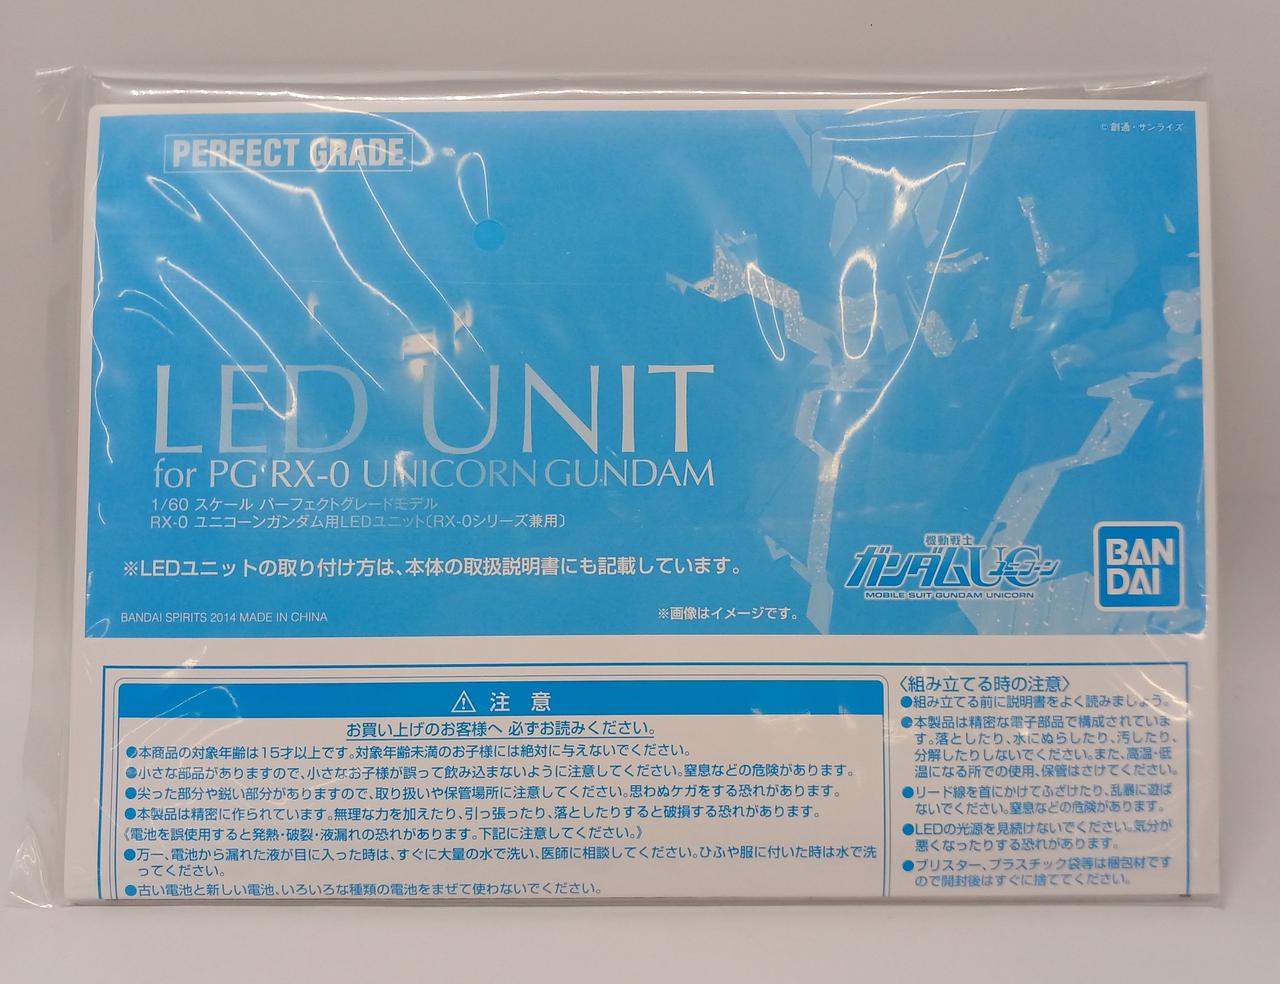 ©創通・サンライズ
PERFECT GRADE
LED UNIT
for PG RX-0 UNICORN GUNDAM
1/60 スケール パーフェクトグレードモデル
RX-0 ユニコーンガンダム用LEDユニット〔RX-0シリーズ兼用〕
※LEDユニットの取り付け方は、本体の取扱説明書にも記載しています。
BANDAI SPIRITS 2014 MADE IN CHINA
※画像はイメージです。
機動戦士
ガンダムUC
ユニコーン
MOBILE SUIT GUNDAM UNICORN
BAN
DAI
⚠ 注 意
お買い上げのお客様へ 必ずお読みください。
●本商品の対象年齢は15才以上です。対象年齢未満のお子様には絶対に与えないでください。
●小さな部品がありますので、小さなお子様が誤って飲み込まないように注意してください。窒息などの危険があります。
●尖った部分や鋭い部分がありますので、取り扱いや保管場所に注意してください。思わぬケガをする恐れがあります。
●本製品は精密に作られています。無理な力を加えたり、引っ張ったり、落としたりすると破損する恐れがあります。
《電池を誤使用すると発熱・破裂・液漏れの恐れがあります。下記に注意してください。》
●万一、電池から漏れた液が目に入った時は、すぐに大量の水で洗い、医師に相談してください。ひふや服に付いた時は水で洗
ってください。
●古い電池と新しい電池、いろいろな種類の電池をまぜて使わないでください。
〈組み立てる時の注意〉
●組み立てる前に説明書をよく読みましょう。
●本製品は精密な電子部品で構成されていま
す。落としたり、水にぬらしたり、汚したり、
分解したりしないでください。また、高温・低
温になる所での使用、保管はさけてください。
●リード線を首にかけてふざけたり、乱暴に遊ば
ないでください。窒息などの危険があります。
●LEDの光源を見続けないでください。気分が
悪くなったりする恐れがあります。
●ブリスター、プラスチック袋等は梱包材です
ので開封後はすぐに捨ててください。